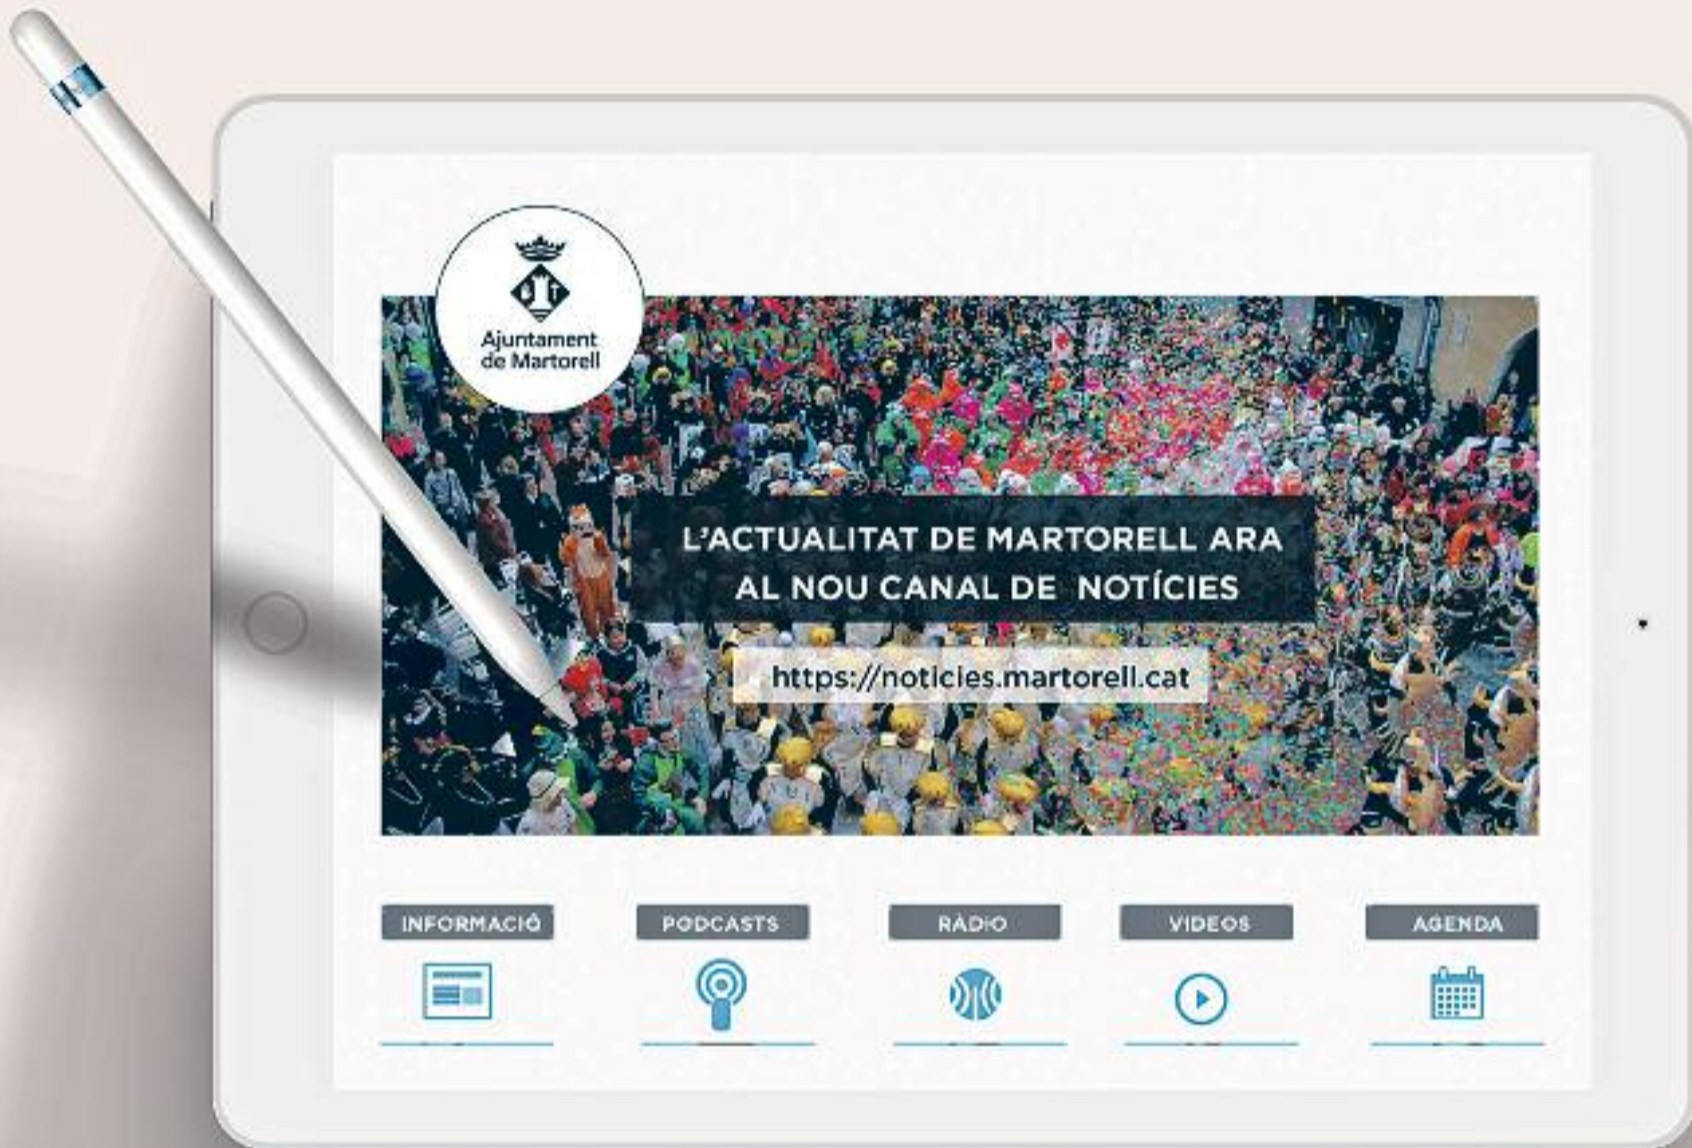 Ajuntament
de Martorell
L'ACTUALITAT DE MARTORELL ARA
AL NOU CANAL DE NOTÍCIES
https://noticies.martorell.cat
INFORMACIÓ
PODCASTS
RÀDIO
VIDEOS
AGENDA